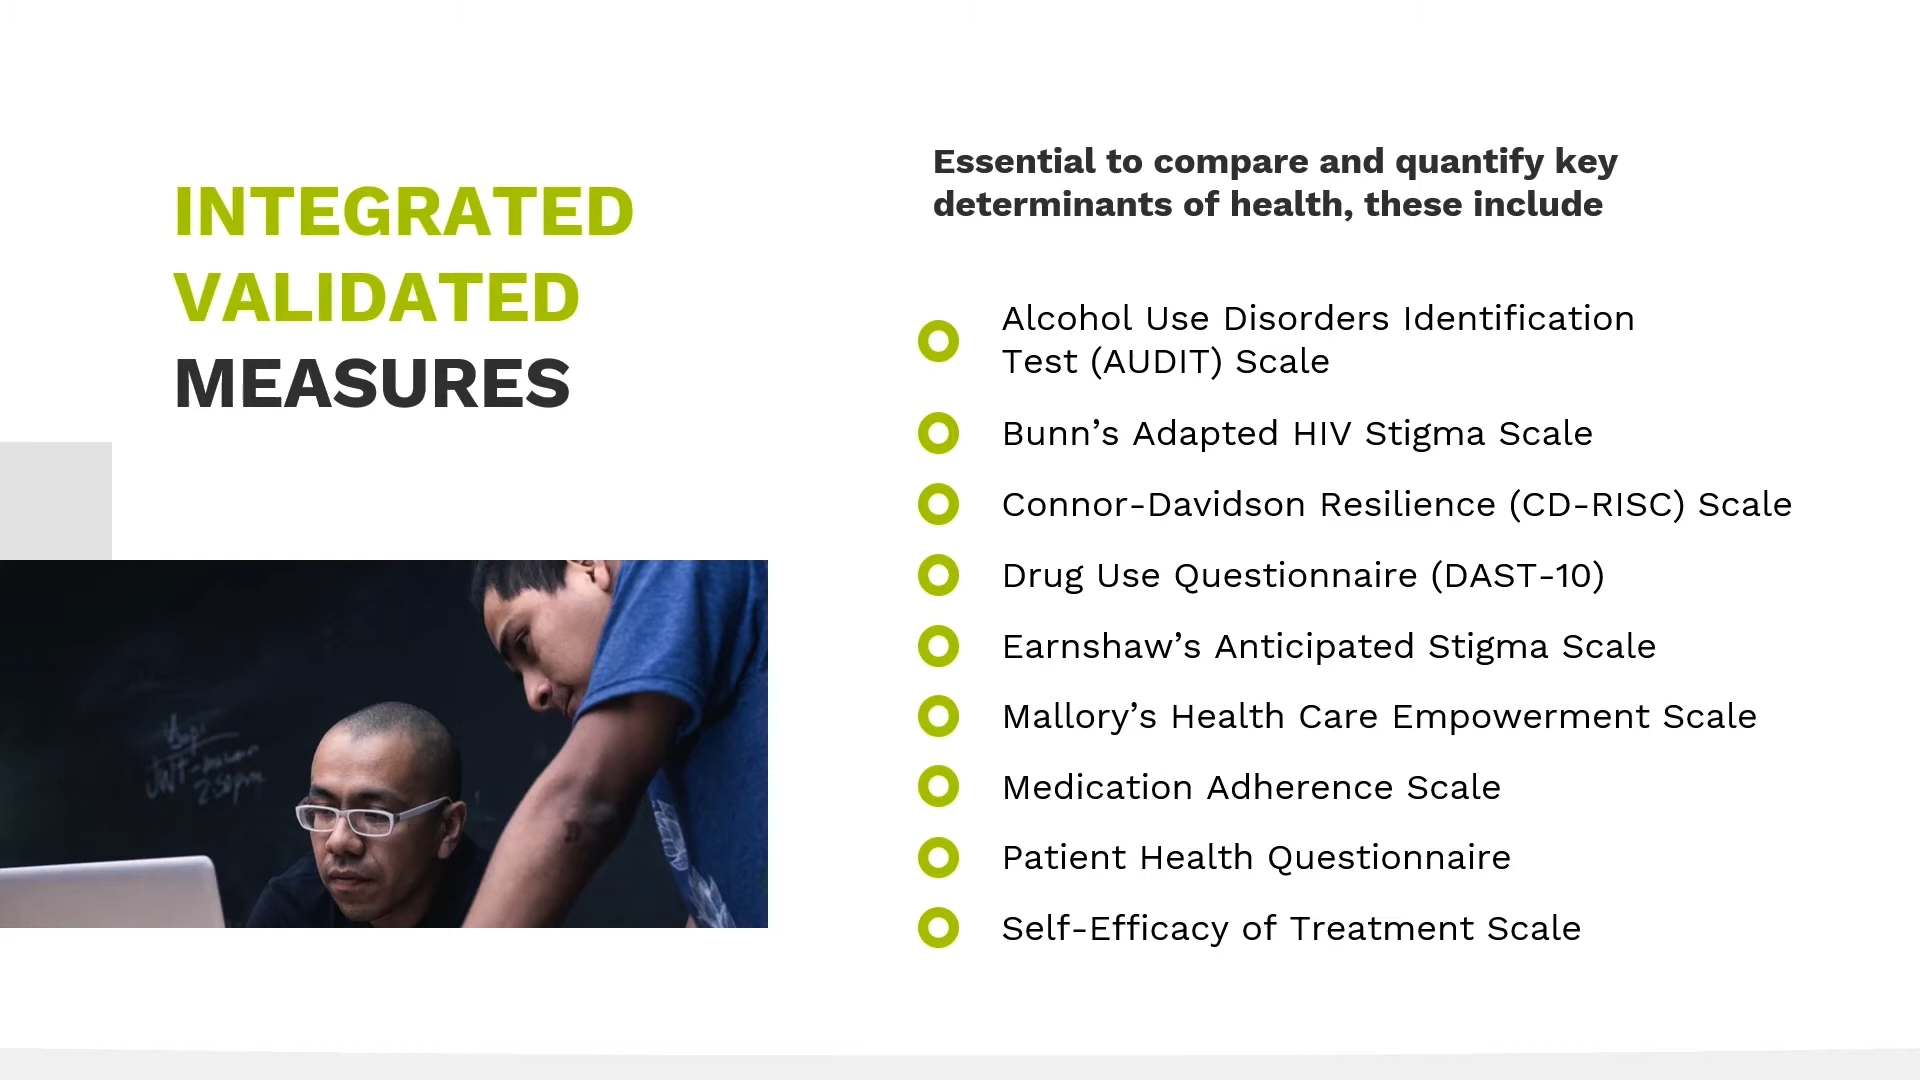 INTEGRATED
VALIDATED
MEASURES
Essential to compare and quantify key
determinants of health, these include
Alcohol Use Disorders Identification
Test (AUDIT) Scale
Bunn’s Adapted HIV Stigma Scale
Connor-Davidson Resilience (CD-RISC) Scale
Drug Use Questionnaire (DAST-10)
Earnshaw’s Anticipated Stigma Scale
Mallory’s Health Care Empowerment Scale
Medication Adherence Scale
Patient Health Questionnaire
Self-Efficacy of Treatment Scale